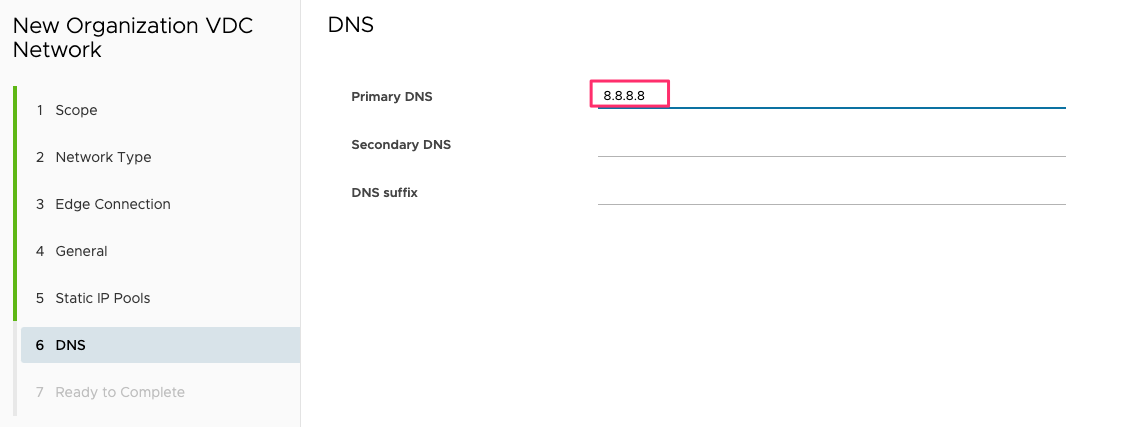 New Organization VDC
Network
1 Scope
2 Network Type
3 Edge Connection
4 General
5 Static IP Pools
6 DNS
7 Ready to Complete
DNS
Primary DNS 8.8.8.8
Secondary DNS
DNS suffix